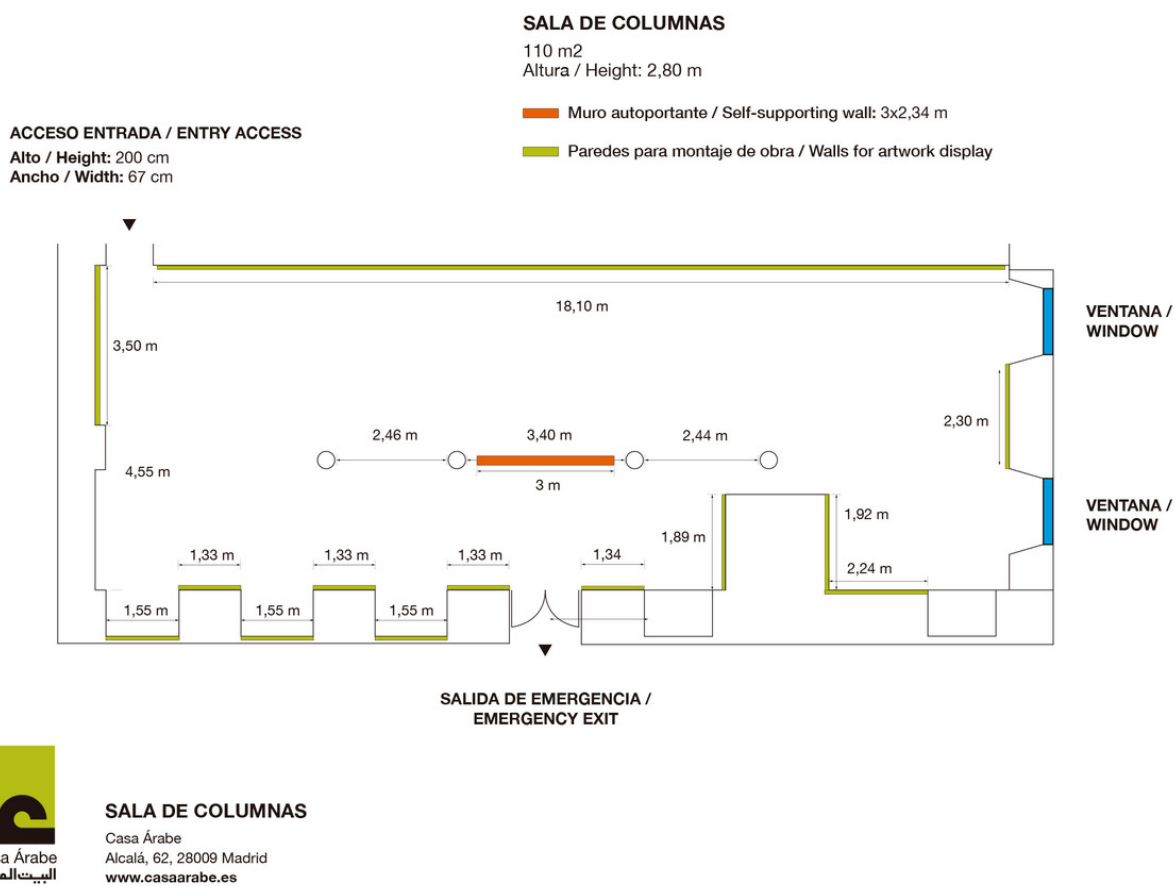 SALA DE COLUMNAS
110 m2
Altura / Height: 2,80 m
Muro autoportante / Self-supporting wall: 3x2,34 m
Paredes para montaje de obra / Walls for artwork display
ACCESO ENTRADA / ENTRY ACCESS
Alto / Height: 200 cm
Ancho / Width: 67 cm
18,10 m
VENTANA /
WINDOW
3,50 m
2,30 m
2,46 m
3,40 m
2,44 m
4,55 m
3 m
VENTANA /
WINDOW
1,89 m
1,92 m
1,33 m
1,33 m
1,33 m
1,34
2,24 m
1,55 m
1,55 m
1,55 m
SALIDA DE EMERGENCIA /
EMERGENCY EXIT
SALA DE COLUMNAS
Casa Árabe
Alcalá, 62, 28009 Madrid
www.casaarabe.es
sa Árabe
البيت الع